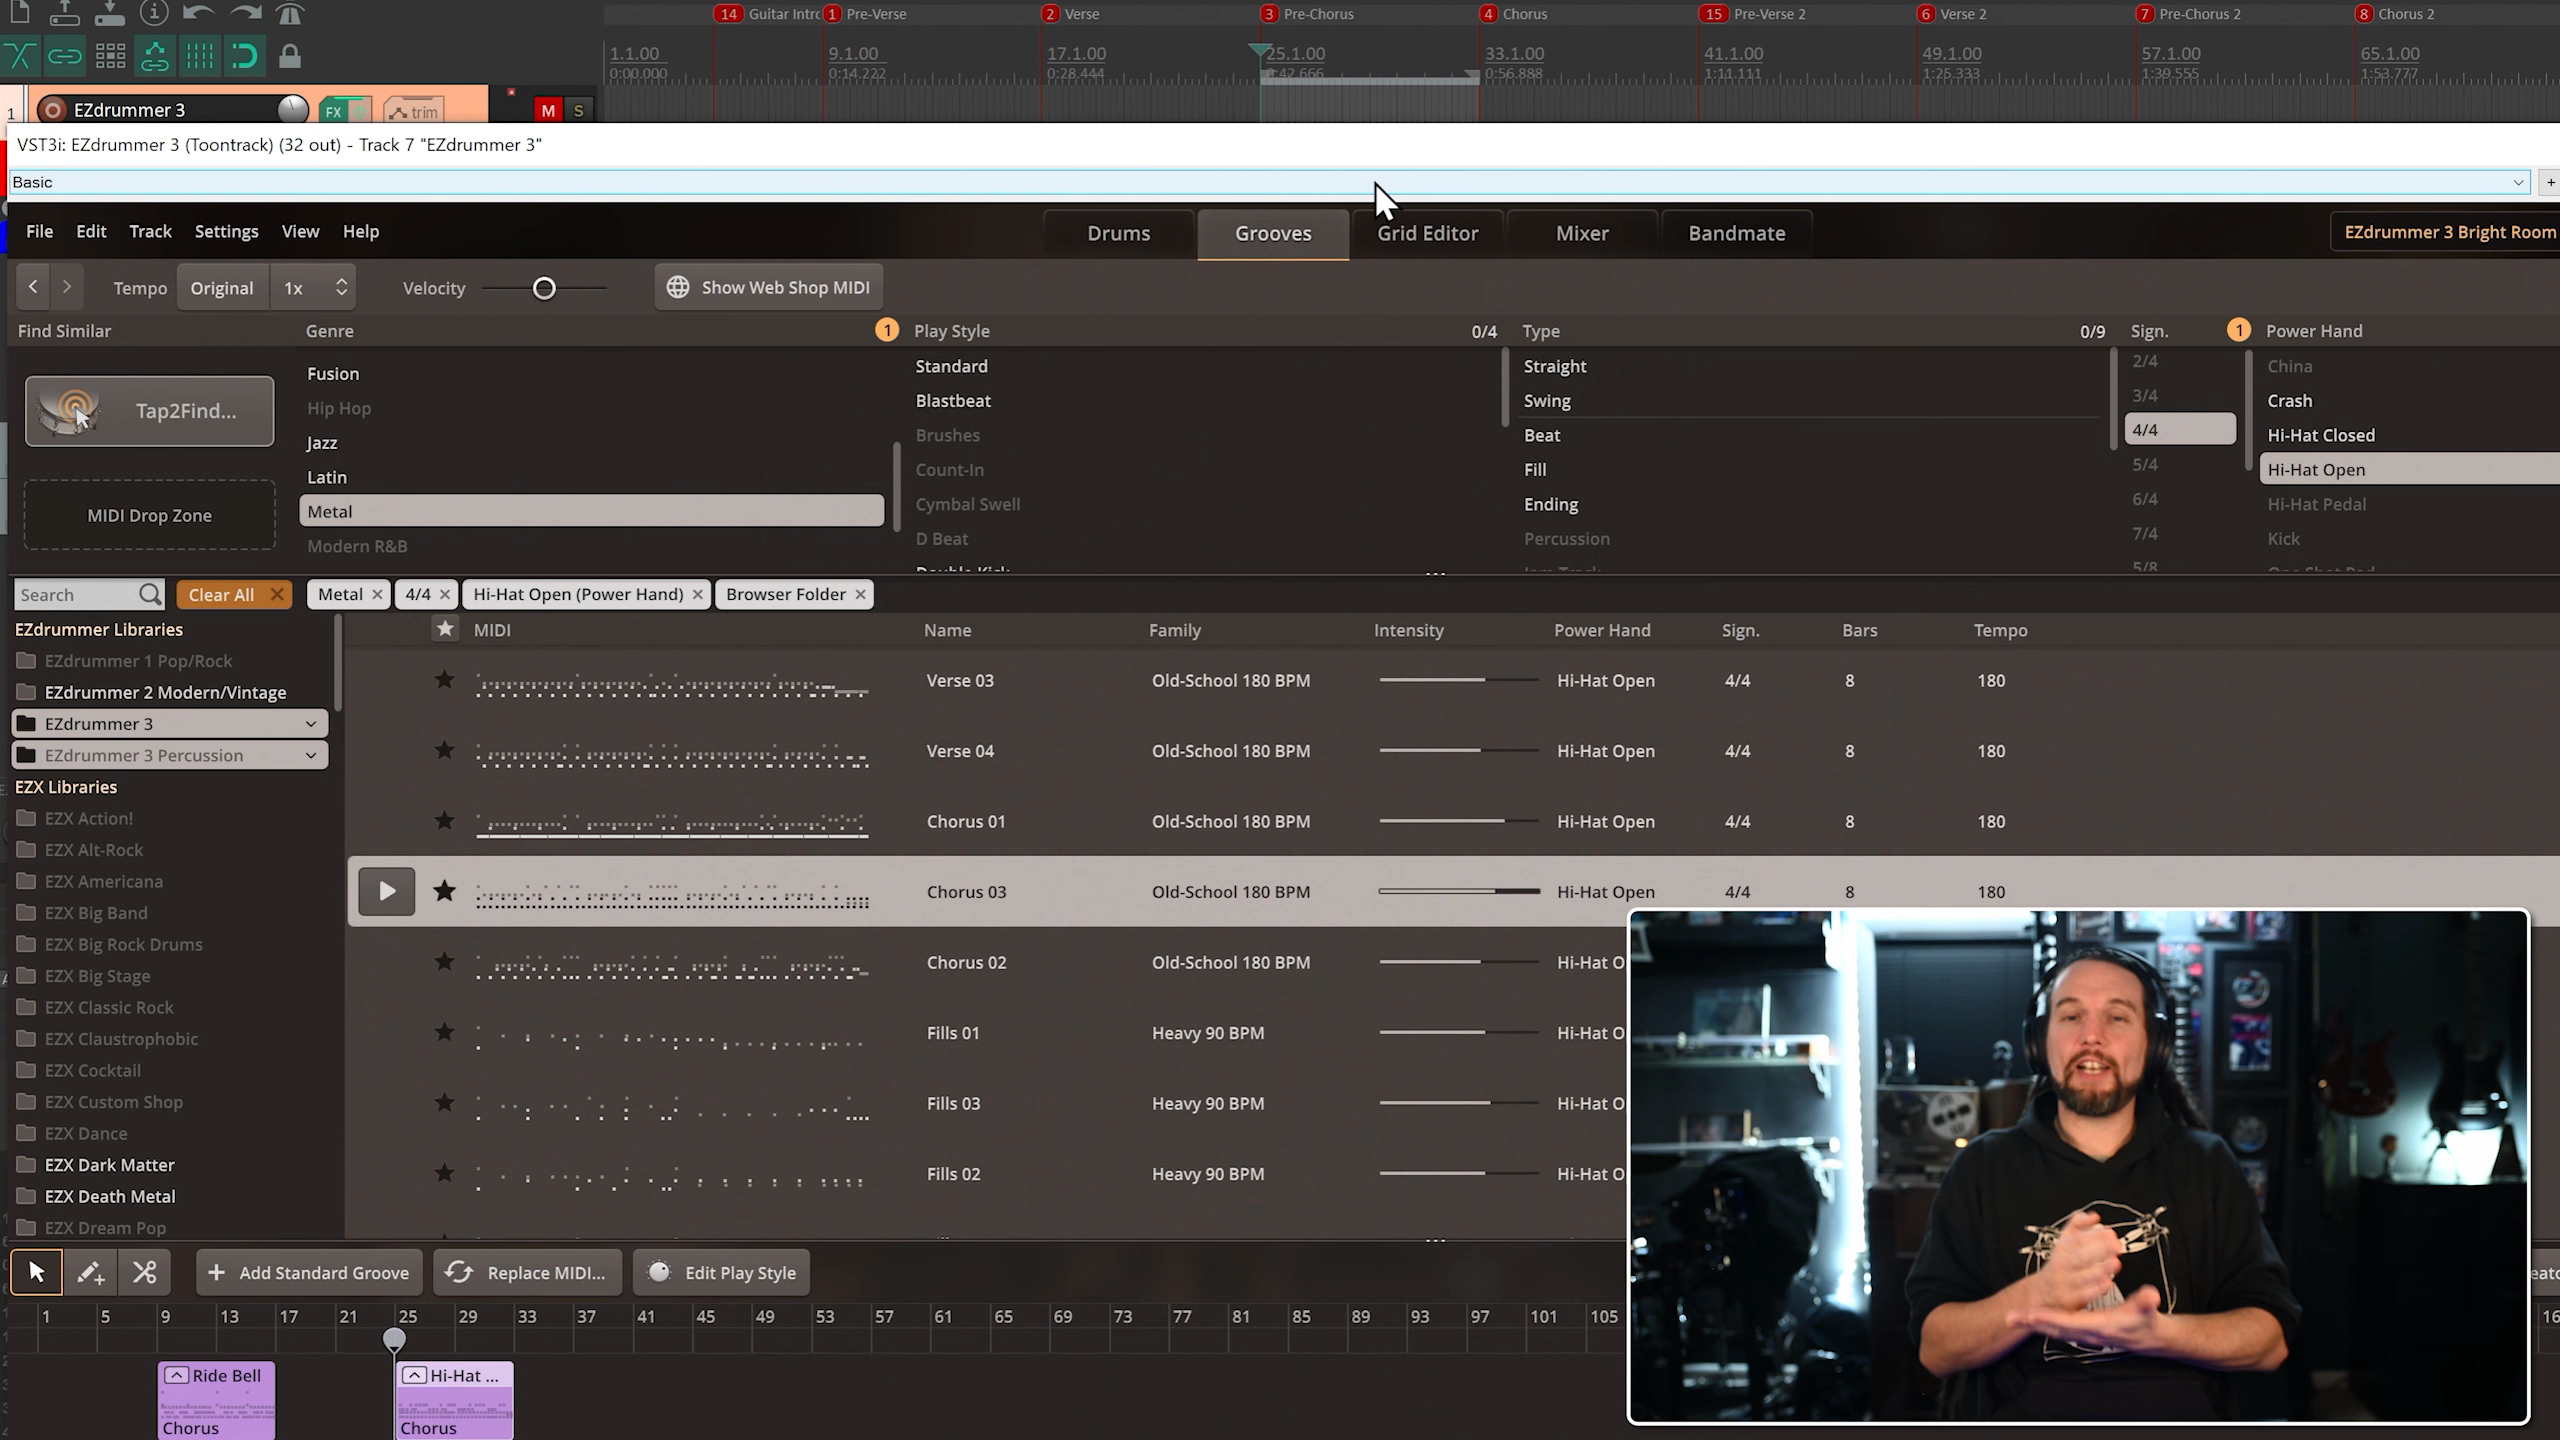 14 Guitar Intro 1 Pre-Verse 2 Verse 3 Pre-Chorus 4 Chorus 15 Pre-Verse 2 6 Verse 2 7 Pre-Chorus 2 8 Chorus 2
1.1.00 9.1.00 17.1.00 25.1.00 33.1.00 41.1.00 49.1.00 57.1.00 65.1.00
0:00.000 0:14.222 0:28.444 0:42.666 0:56.888 1:11.111 1:25.333 1:39.555 1:53.777
1 EZdrummer 3 FX trim M S
VST3i: EZdrummer 3 (Toontrack) (32 out) - Track 7 "EZdrummer 3"
Basic +
File Edit Track Settings View Help Drums Grooves Grid Editor Mixer Bandmate EZdrummer 3 Bright Room
Tempo Original 1x Velocity Show Web Shop MIDI
Find Similar Genre 1 Play Style 0/4 Type 0/9 Sign. 1 Power Hand
Tap2Find...
MIDI Drop Zone
Fusion
Hip Hop
Jazz
Latin
Metal
Modern R&B
Standard
Blastbeat
Brushes
Count-In
Cymbal Swell
D Beat
Double Kick
Straight
Swing
Beat
Fill
Ending
Percussion
2/4
3/4
4/4
5/4
6/4
7/4
5/8
China
Crash
Hi-Hat Closed
Hi-Hat Open
Hi-Hat Pedal
Kick
Search Clear All Metal 4/4 Hi-Hat Open (Power Hand) Browser Folder
EZdrummer Libraries
EZdrummer 1 Pop/Rock
EZdrummer 2 Modern/Vintage
EZdrummer 3
EZdrummer 3 Percussion
EZX Libraries
EZX Action!
EZX Alt-Rock
EZX Americana
EZX Big Band
EZX Big Rock Drums
EZX Big Stage
EZX Classic Rock
EZX Claustrophobic
EZX Cocktail
EZX Custom Shop
EZX Dance
EZX Dark Matter
EZX Death Metal
EZX Dream Pop
MIDI Name Family Intensity Power Hand Sign. Bars Tempo
Verse 03 Old-School 180 BPM Hi-Hat Open 4/4 8 180
Verse 04 Old-School 180 BPM Hi-Hat Open 4/4 8 180
Chorus 01 Old-School 180 BPM Hi-Hat Open 4/4 8 180
Chorus 03 Old-School 180 BPM Hi-Hat Open 4/4 8 180
Chorus 02 Old-School 180 BPM Hi-Hat O
Fills 01 Heavy 90 BPM Hi-Hat O
Fills 03 Heavy 90 BPM Hi-Hat O
Fills 02 Heavy 90 BPM Hi-Hat O
Add Standard Groove Replace MIDI... Edit Play Style
1 5 9 13 17 21 25 29 33 37 41 45 49 53 57 61 65 69 73 77 81 85 89 93 97 101 105 16
Ride Bell Hi-Hat ...
Chorus Chorus